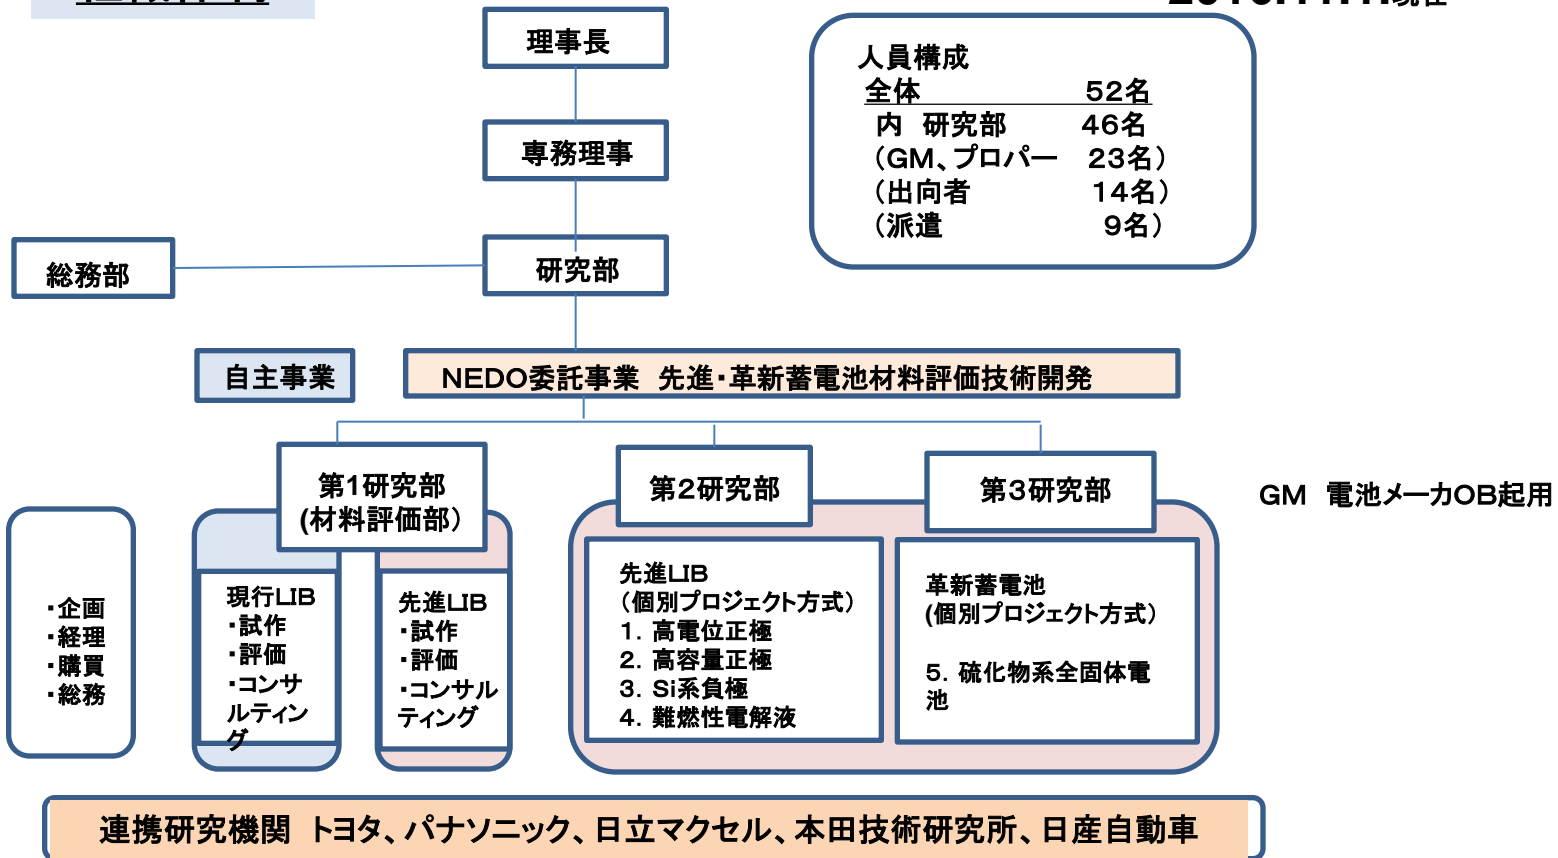 現在
理事長
人員構成
全体 52名
内 研究部 46名
（GM、プロパー 23名）
（出向者 14名）
（派遣 9名）
専務理事
総務部
研究部
自主事業
NEDO委託事業 先進・革新蓄電池材料評価技術開発
第1研究部
(材料評価部）
第2研究部
第3研究部
GM 電池メーカOB起用
・企画
・経理
・購買
・総務
現行LIB
・試作
・評価
・コンサ
ルティン
グ
先進LIB
・試作
・評価
・コンサル
ティング
先進LIB
（個別プロジェクト方式）
1．高電位正極
2．高容量正極
3．Si系負極
4．難燃性電解液
革新蓄電池
(個別プロジェクト方式）
5．硫化物系全固体電
池
連携研究機関 トヨタ、パナソニック、日立マクセル、本田技術研究所、日産自動車